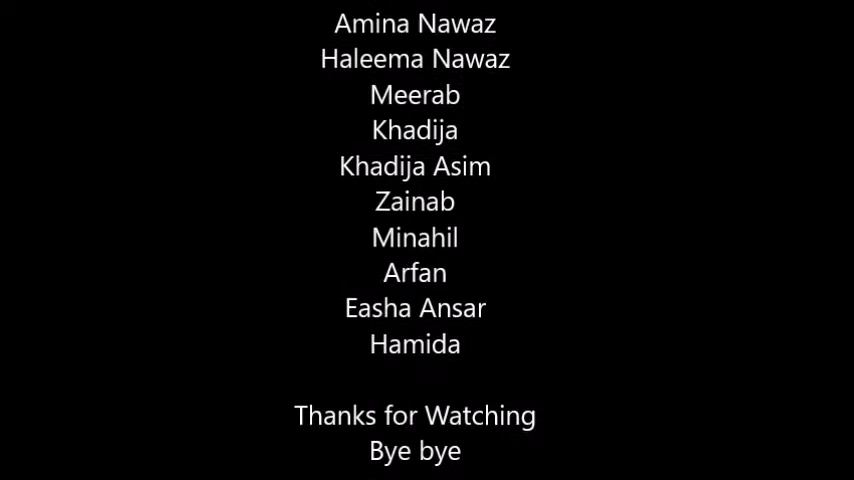 Amina Nawaz
Haleema Nawaz
Meerab
Khadija
Khadija Asim
Zainab
Minahil
Arfan
Easha Ansar
Hamida
Thanks for Watching
Bye bye